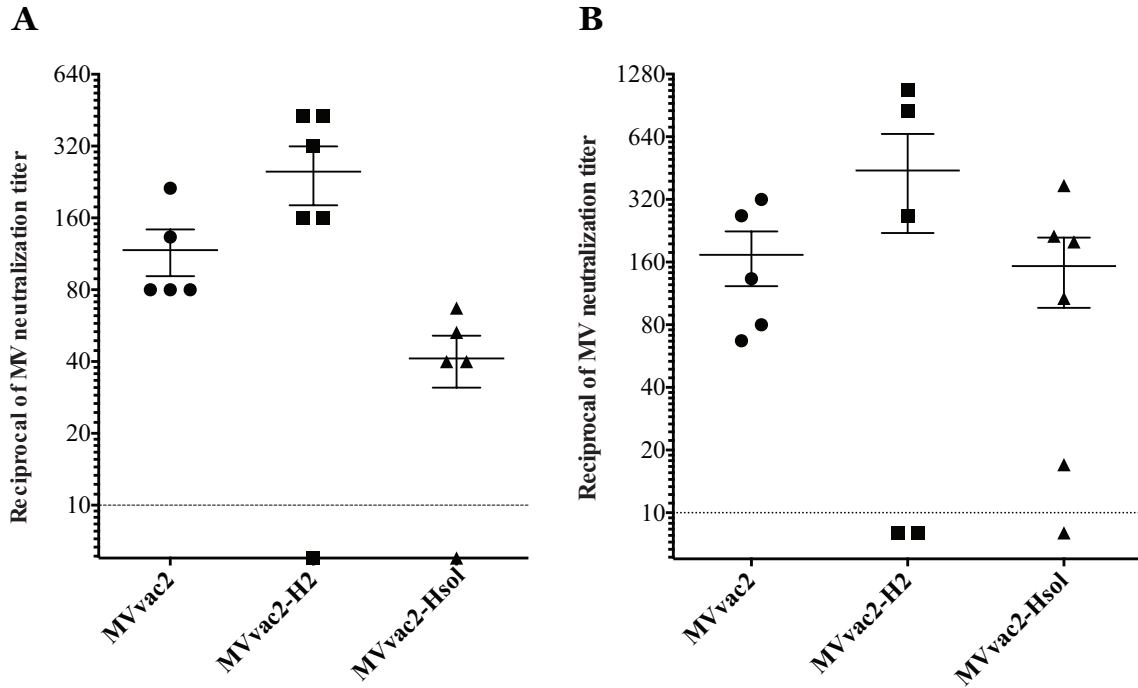 A
Reciprocal of MV neutralization titer
640
320
160
80
40
20
10
MVvac2
MVvac2-H2
MVvac2-Hsol
B
Reciprocal of MV neutralization titer
1280
640
320
160
80
40
20
10
MVvac2
MVvac2-H2
MVvac2-Hsol